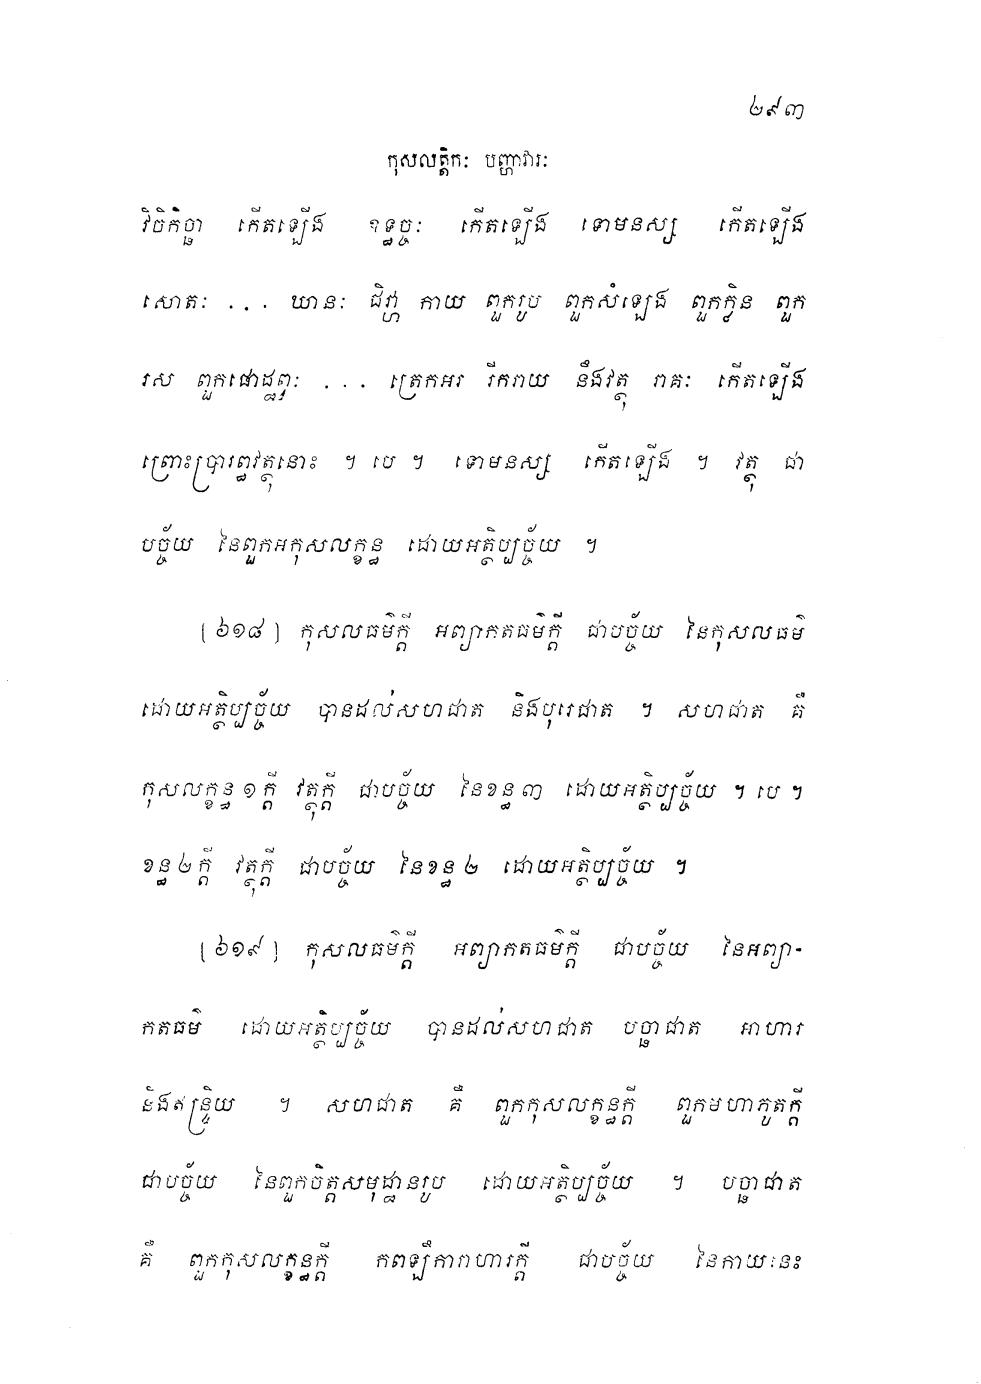 ២៩៣
កុសលត្តិកៈ បញ្ហាវារៈ
វិចិកិច្ឆា កើតឡើង ឧទ្ធច្ចៈ កើតឡើង ទោមនស្ស កើតឡើង
សោតៈ ... ឃានៈ ជិវ្ហា កាយ ពួករូប ពួកសំឡេង ពួកក្លិន ពួក
រស ពួកផោដ្ឋព្វៈ ... ត្រេកអរ រីករាយ នឹងវត្ថុ រាគៈ កើតឡើង
ព្រោះប្រារព្ធវត្ថុនោះ ។ បេ ។ ទោមនស្ស កើតឡើង ។ វត្ថុ ជា
បច្ច័យ នៃពួកអកុសលក្ខន្ធ ដោយអត្ថិប្បច្ច័យ ។
(៦១៨) កុសលធម៌ក្តី អព្យាកតធម៌ក្តី ជាបច្ច័យ នៃកុសលធម៌
ដោយអត្ថិប្បច្ច័យ បានដល់សហជាត និងបុរេជាត ។ សហជាត គឺ
កុសលក្ខន្ធ១ក្តី វត្ថុក្តី ជាបច្ច័យ នៃខន្ធ៣ ដោយអត្ថិប្បច្ច័យ ។ បេ ។
ខន្ធ២ក្តី វត្ថុក្តី ជាបច្ច័យ នៃខន្ធ២ ដោយអត្ថិប្បច្ច័យ ។
(៦១៩) កុសលធម៌ក្តី អព្យាកតធម៌ក្តី ជាបច្ច័យ នៃអព្យា-
កតធម៌ ដោយអត្ថិប្បច្ច័យ បានដល់សហជាត បច្ឆាជាត អាហារ
និងឥន្ទ្រិយ ។ សហជាត គឺ ពួកកុសលក្ខន្ធក្តី ពួកមហាភូតក្តី
ជាបច្ច័យ នៃពួកចិត្តសមុដ្ឋានរូប ដោយអត្ថិប្បច្ច័យ ។ បច្ឆាជាត
គឺ ពួកកុសលក្ខន្ធក្តី កពឡីការាហារក្តី ជាបច្ច័យ នៃកាយនេះ